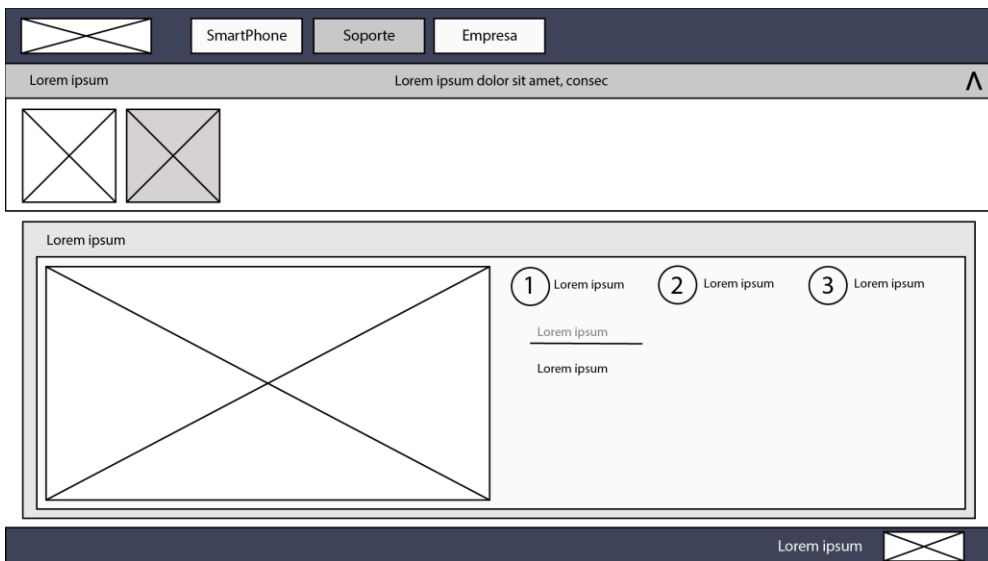 SmartPhone Soporte Empresa
Lorem ipsum Lorem ipsum dolor sit amet, consec
Lorem ipsum
1 Lorem ipsum 2 Lorem ipsum 3 Lorem ipsum
Lorem ipsum
Lorem ipsum
Lorem ipsum